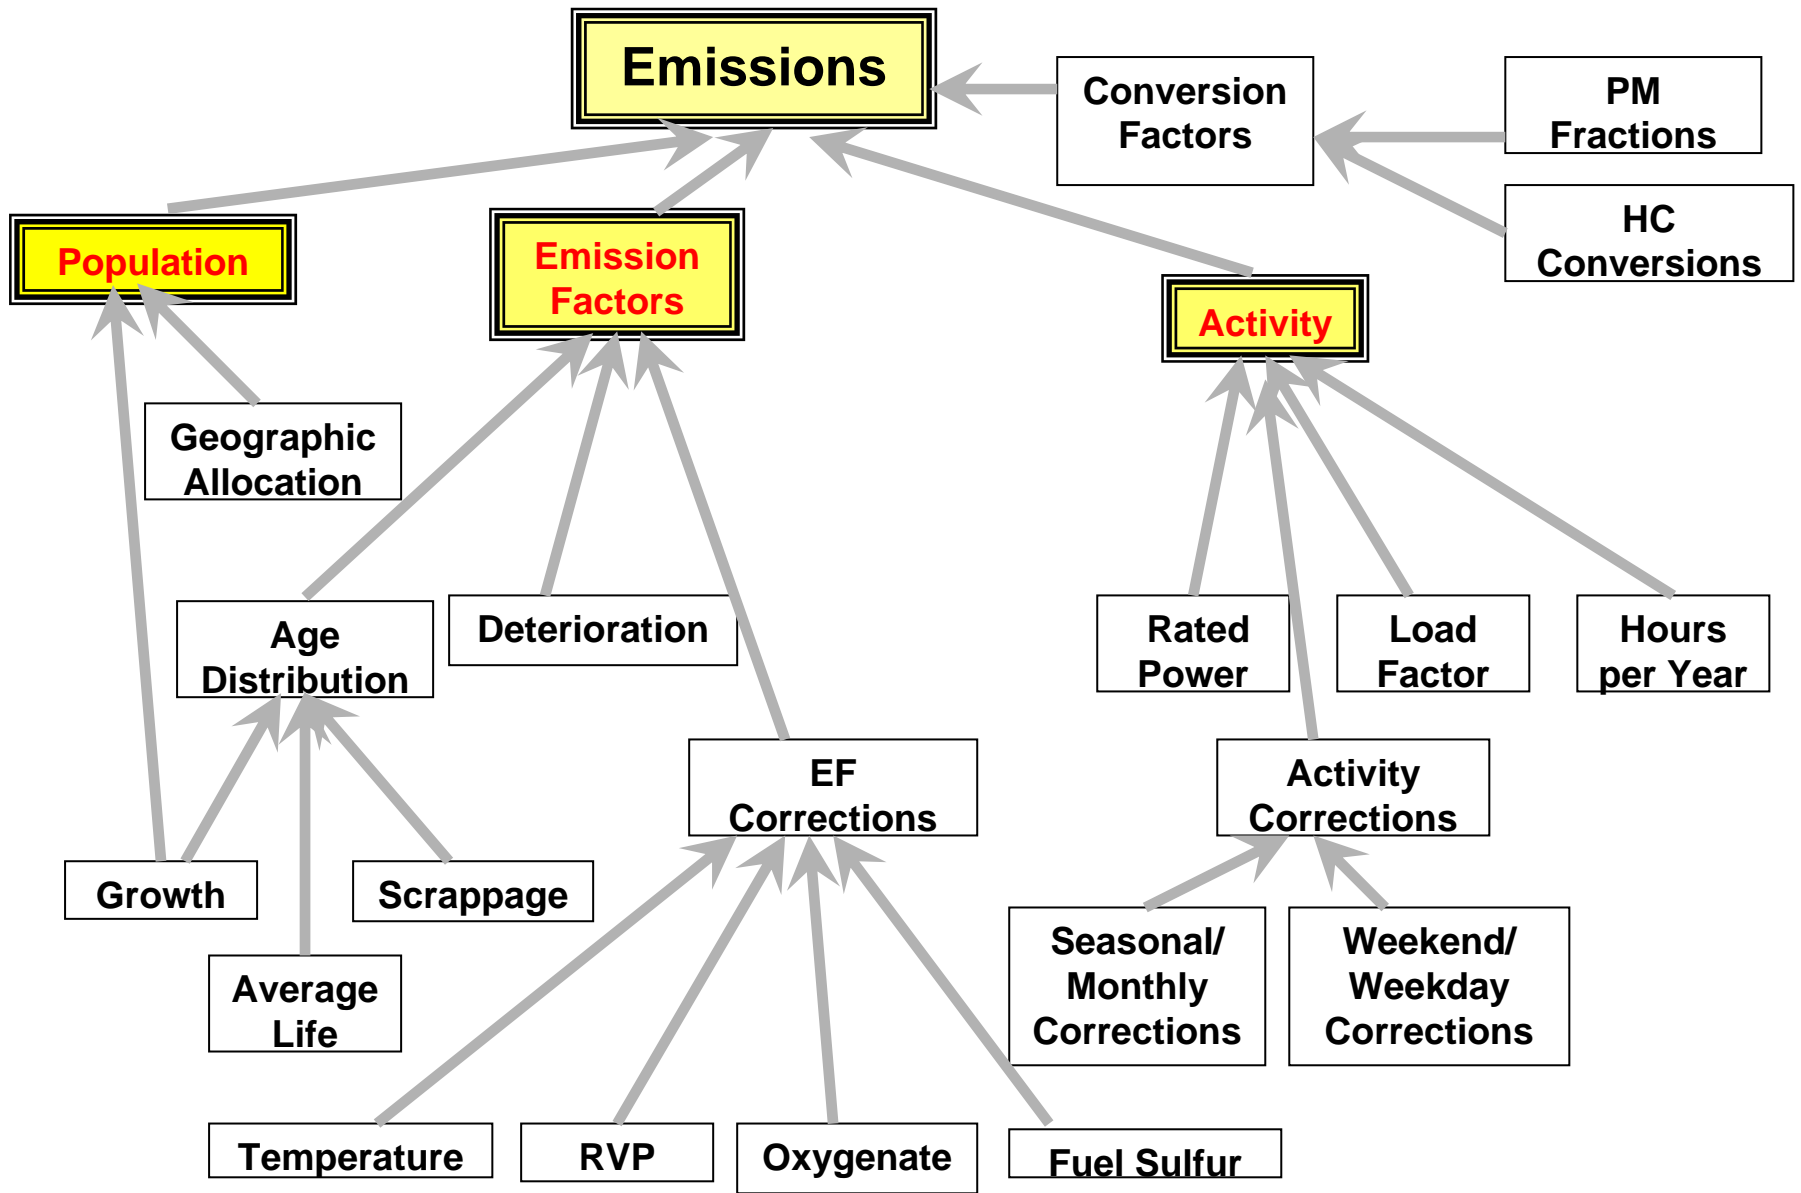 Emissions
Conversion
Factors
PM
Fractions
HC
Conversions
Population
Emission
Factors
Activity
Geographic
Allocation
Age
Distribution
Deterioration
Rated
Power
Load
Factor
Hours
per Year
EF
Corrections
Activity
Corrections
Growth
Scrappage
Average
Life
Seasonal/
Monthly
Corrections
Weekend/
Weekday
Corrections
Temperature
RVP
Oxygenate
Fuel Sulfur